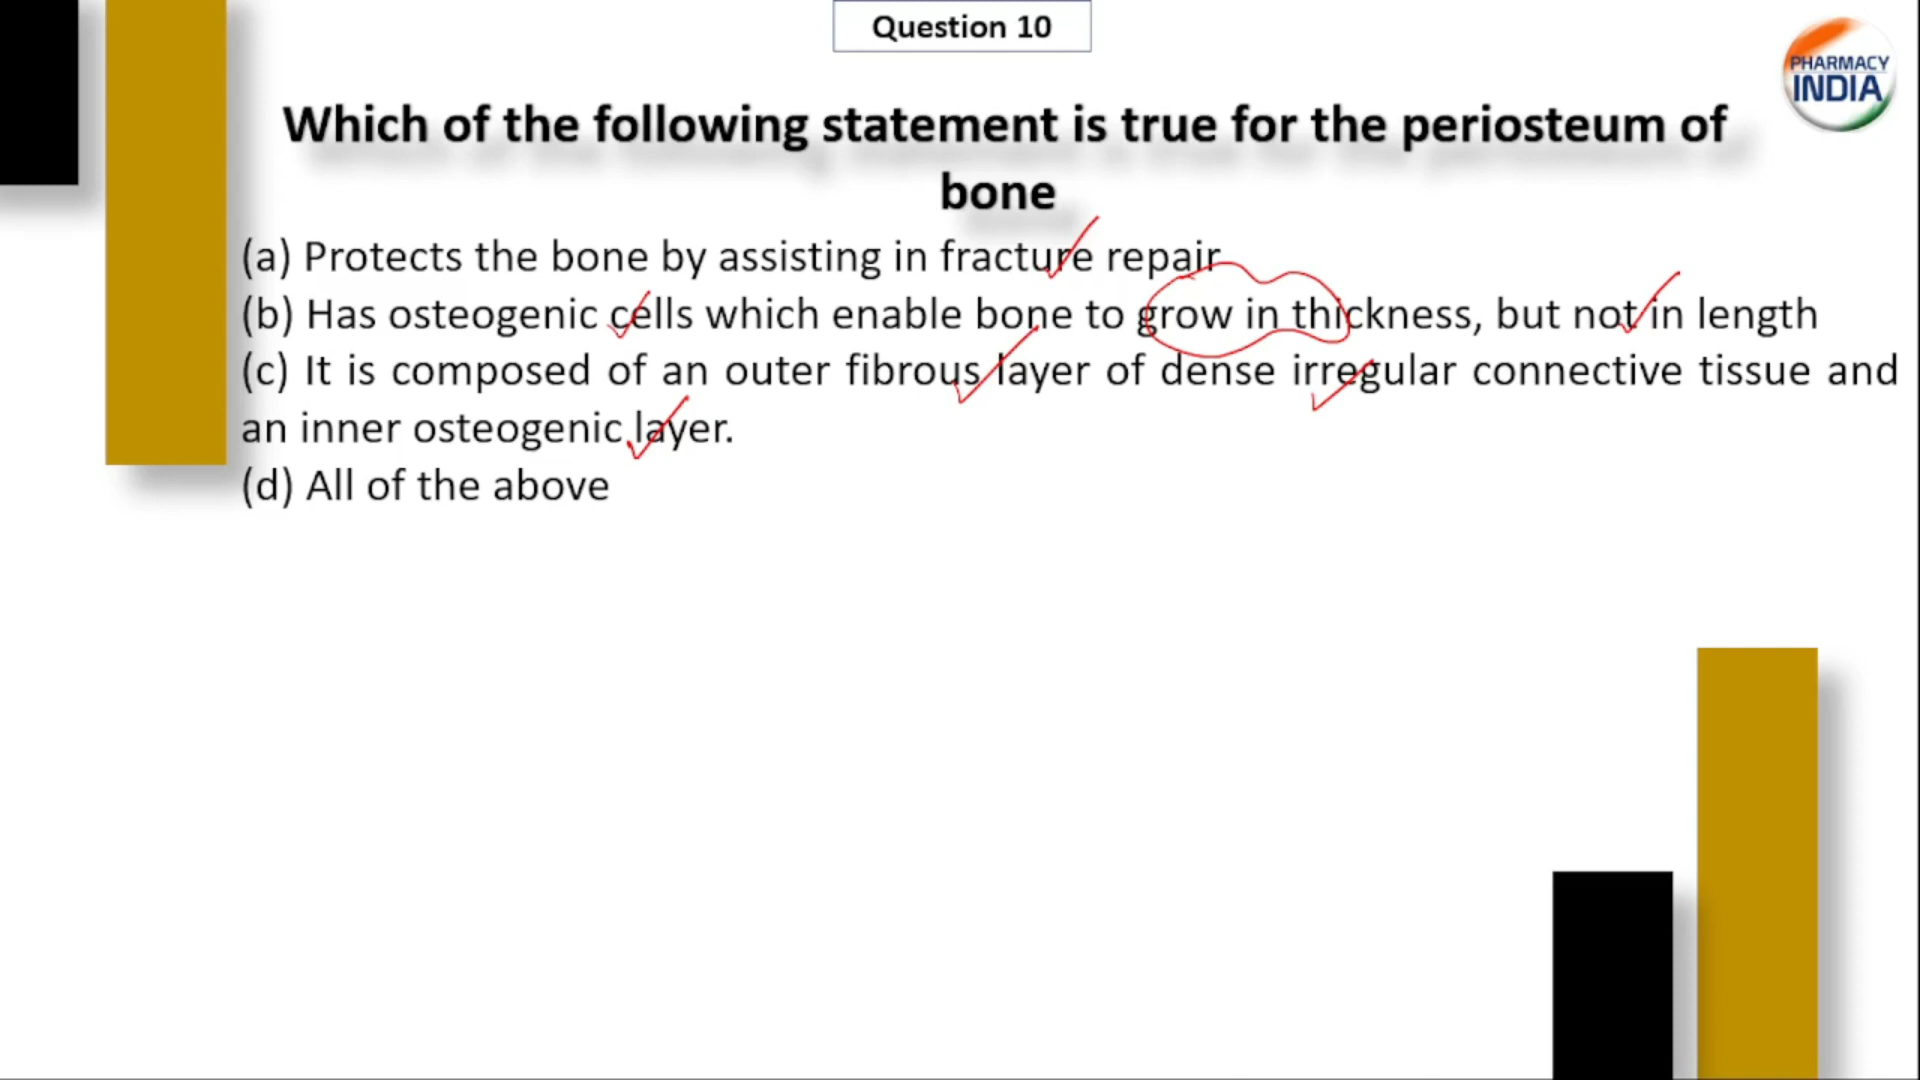 Question 10
PHARMACY
INDIA
Which of the following statement is true for the periosteum of
bone
(a) Protects the bone by assisting in fracture repair
(b) Has osteogenic cells which enable bone to grow in thickness, but not in length
(c) It is composed of an outer fibrous layer of dense irregular connective tissue and
an inner osteogenic layer.
(d) All of the above